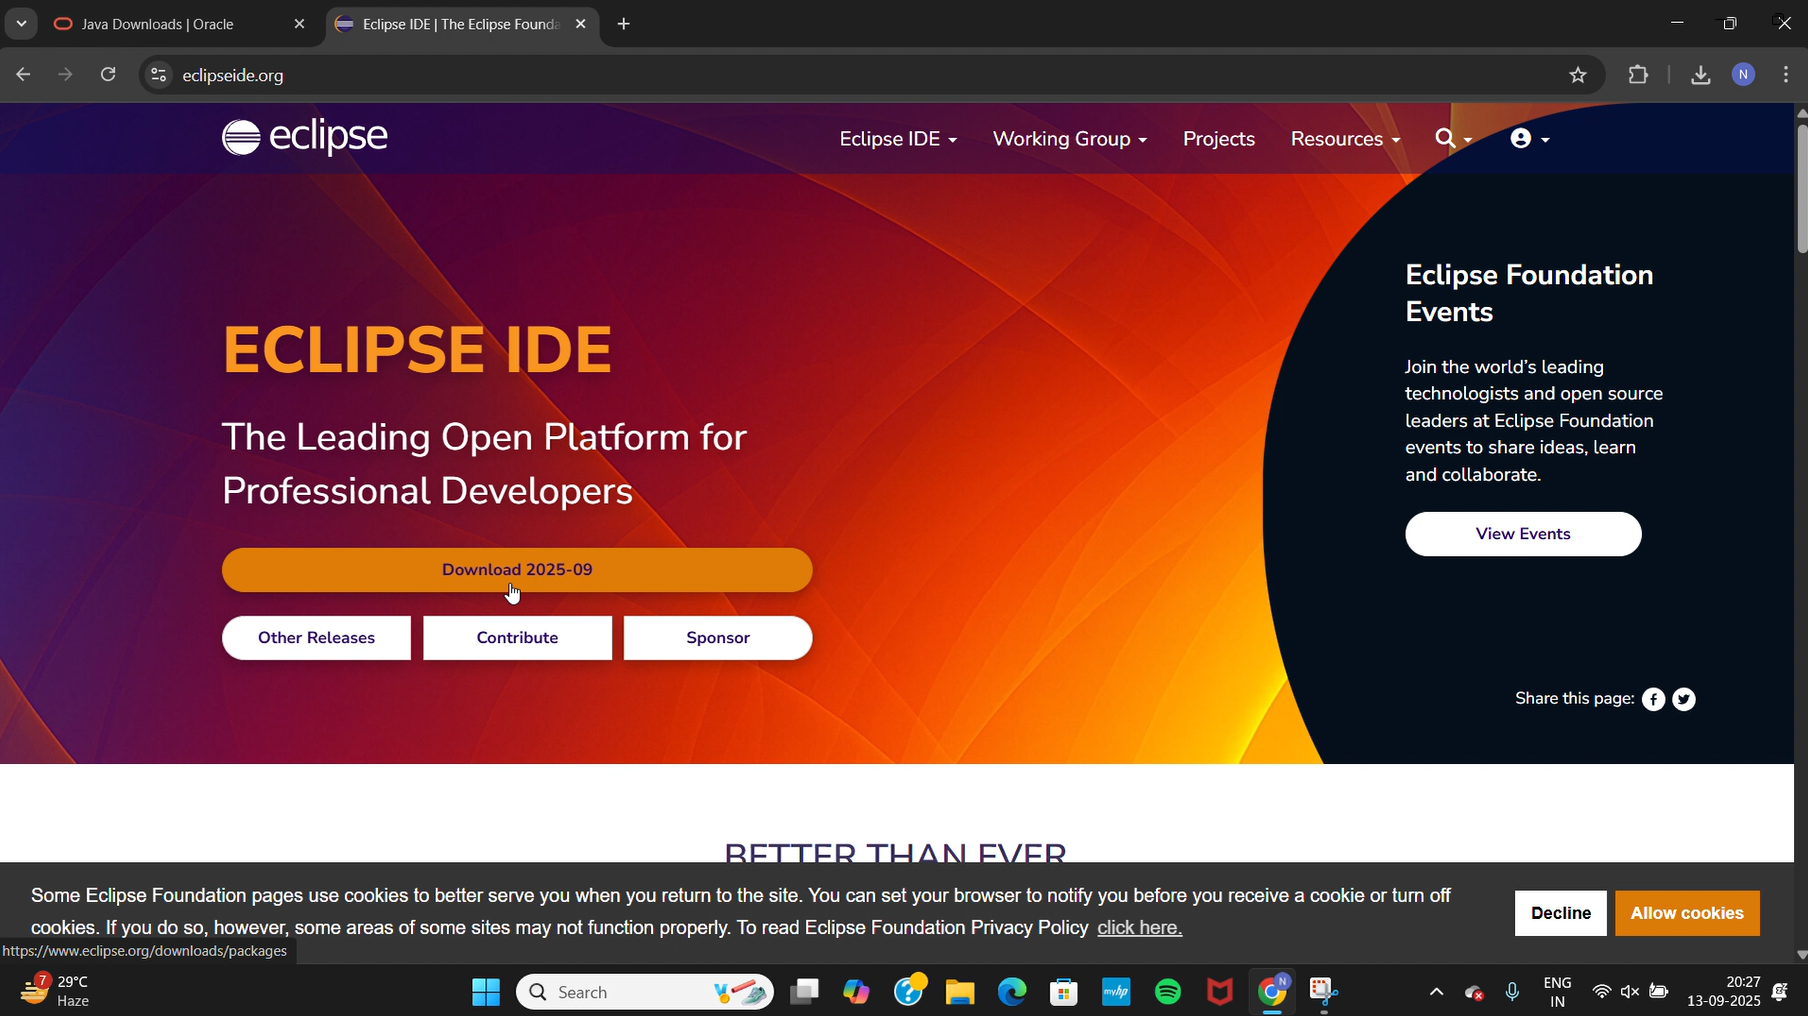 Java Downloads | Oracle
Eclipse IDE | The Eclipse Founda
eclipseide.org
N
eclipse
Eclipse IDE
Working Group
Projects
Resources
ECLIPSE IDE
The Leading Open Platform for
Professional Developers
Download 2025-09
Other Releases
Contribute
Sponsor
Eclipse Foundation
Events
Join the world's leading
technologists and open source
leaders at Eclipse Foundation
events to share ideas, learn
and collaborate.
View Events
Share this page:
BETTER THAN EVER
Some Eclipse Foundation pages use cookies to better serve you when you return to the site. You can set your browser to notify you before you receive a cookie or turn off
cookies. If you do so, however, some areas of some sites may not function properly. To read Eclipse Foundation Privacy Policy click here.
Decline
Allow cookies
https://www.eclipse.org/downloads/packages
7
29°C
Haze
Search
myhp
N
ENG
IN
20:27
13-09-2025